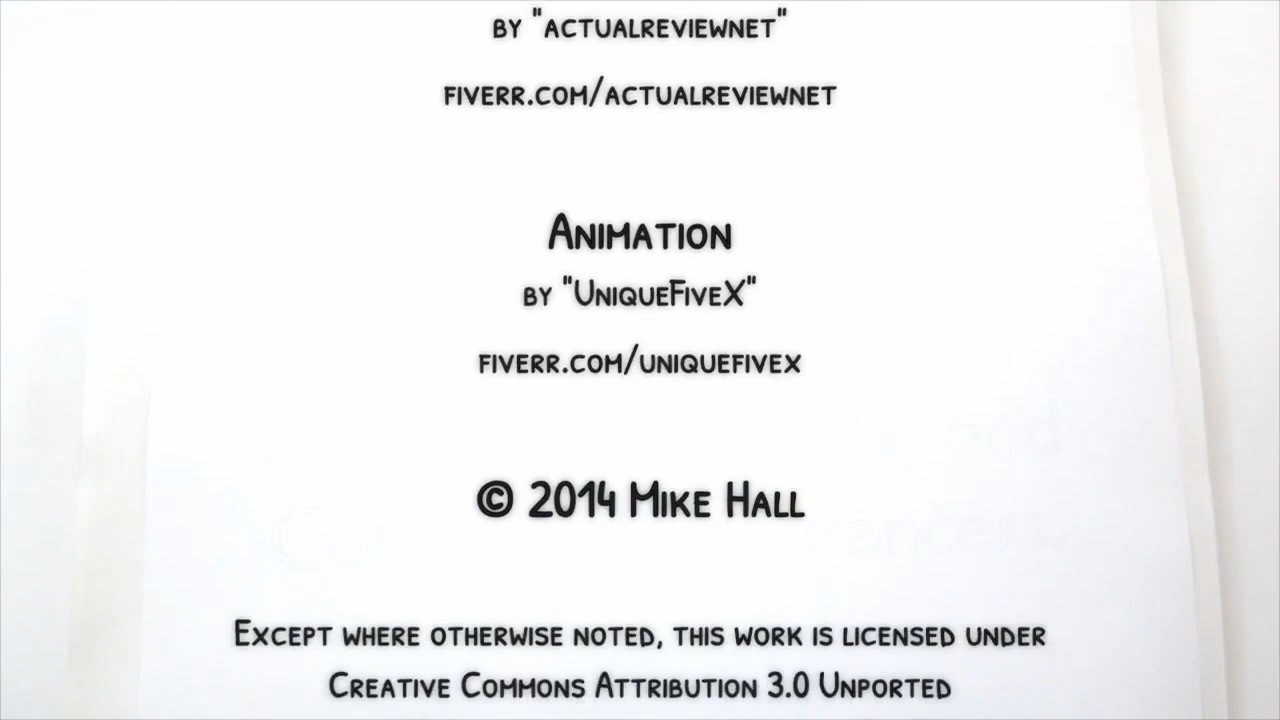 by "actualreviewnet"
fiverr.com/actualreviewnet
Animation
by "UniqueFiveX"
fiverr.com/uniquefivex
© 2014 Mike Hall
Except where otherwise noted, this work is licensed under
Creative Commons Attribution 3.0 Unported